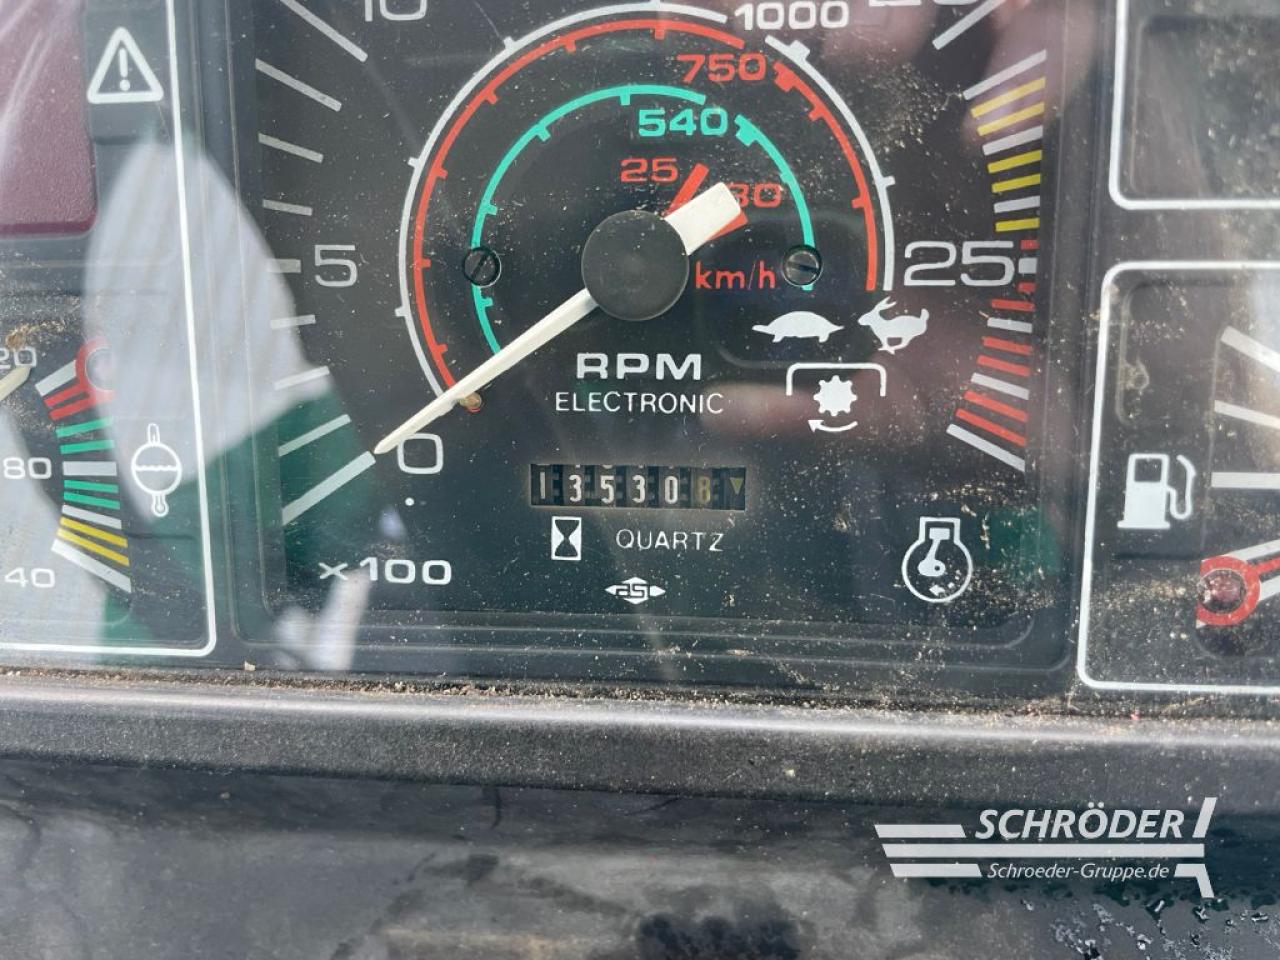 10
1000
750
540
25
30
km/h
5
25
RPM
ELECTRONIC
0
135308
QUARTZ
x100
20
80
40
SCHRÖDER
Schroeder-Gruppe.de